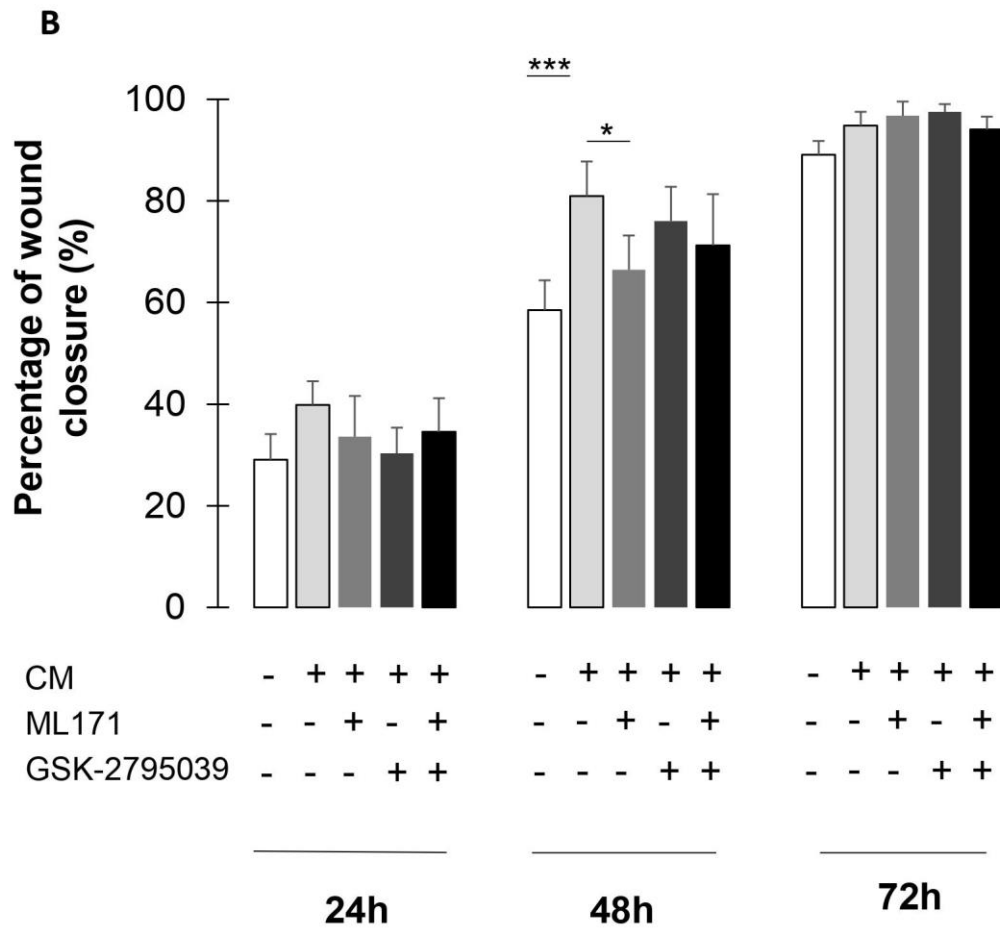 B
***
*
Percentage of wound
clossure (%)
100
80
60
40
20
0
CM - + + + + - + + + + - + + + +
ML171 - - + - + - - + - + - - + - +
GSK-2795039 - - - + + - - - + + - - - + +
24h 48h 72h